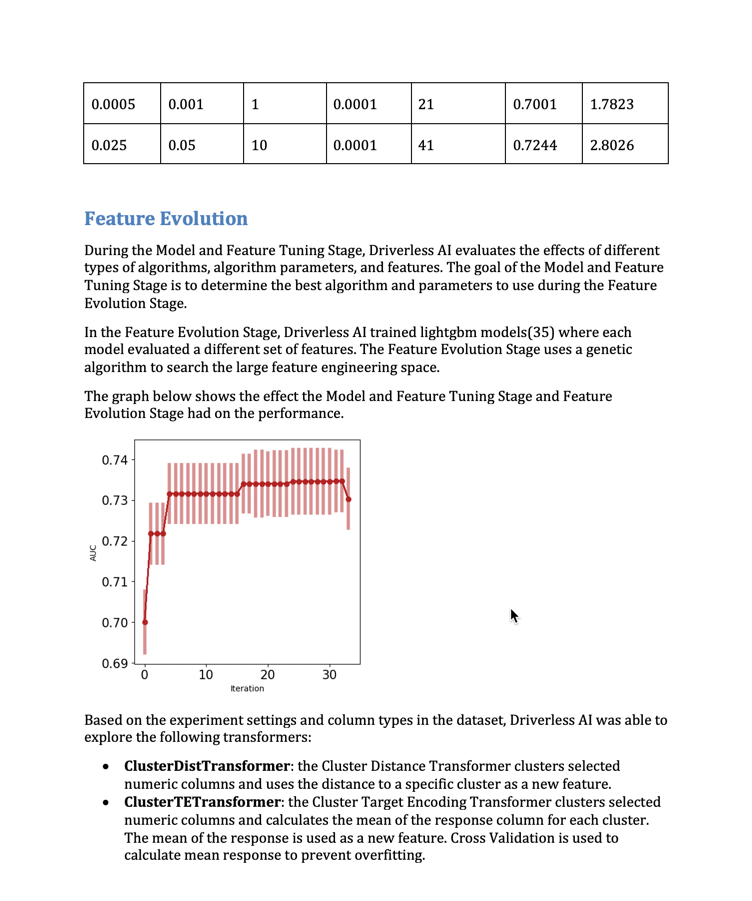 0.0005 0.001 1 0.0001 21 0.7001 1.7823
0.025 0.05 10 0.0001 41 0.7244 2.8026
Feature Evolution
During the Model and Feature Tuning Stage, Driverless AI evaluates the effects of different
types of algorithms, algorithm parameters, and features. The goal of the Model and Feature
Tuning Stage is to determine the best algorithm and parameters to use during the Feature
Evolution Stage.
In the Feature Evolution Stage, Driverless AI trained lightgbm models(35) where each
model evaluated a different set of features. The Feature Evolution Stage uses a genetic
algorithm to search the large feature engineering space.
The graph below shows the effect the Model and Feature Tuning Stage and Feature
Evolution Stage had on the performance.
0.74
0.73
0.72
0.71
0.70
0.69
AUC
0 10 20 30
Iteration
Based on the experiment settings and column types in the dataset, Driverless AI was able to
explore the following transformers:
• ClusterDistTransformer: the Cluster Distance Transformer clusters selected
numeric columns and uses the distance to a specific cluster as a new feature.
• ClusterTETransformer: the Cluster Target Encoding Transformer clusters selected
numeric columns and calculates the mean of the response column for each cluster.
The mean of the response is used as a new feature. Cross Validation is used to
calculate mean response to prevent overfitting.